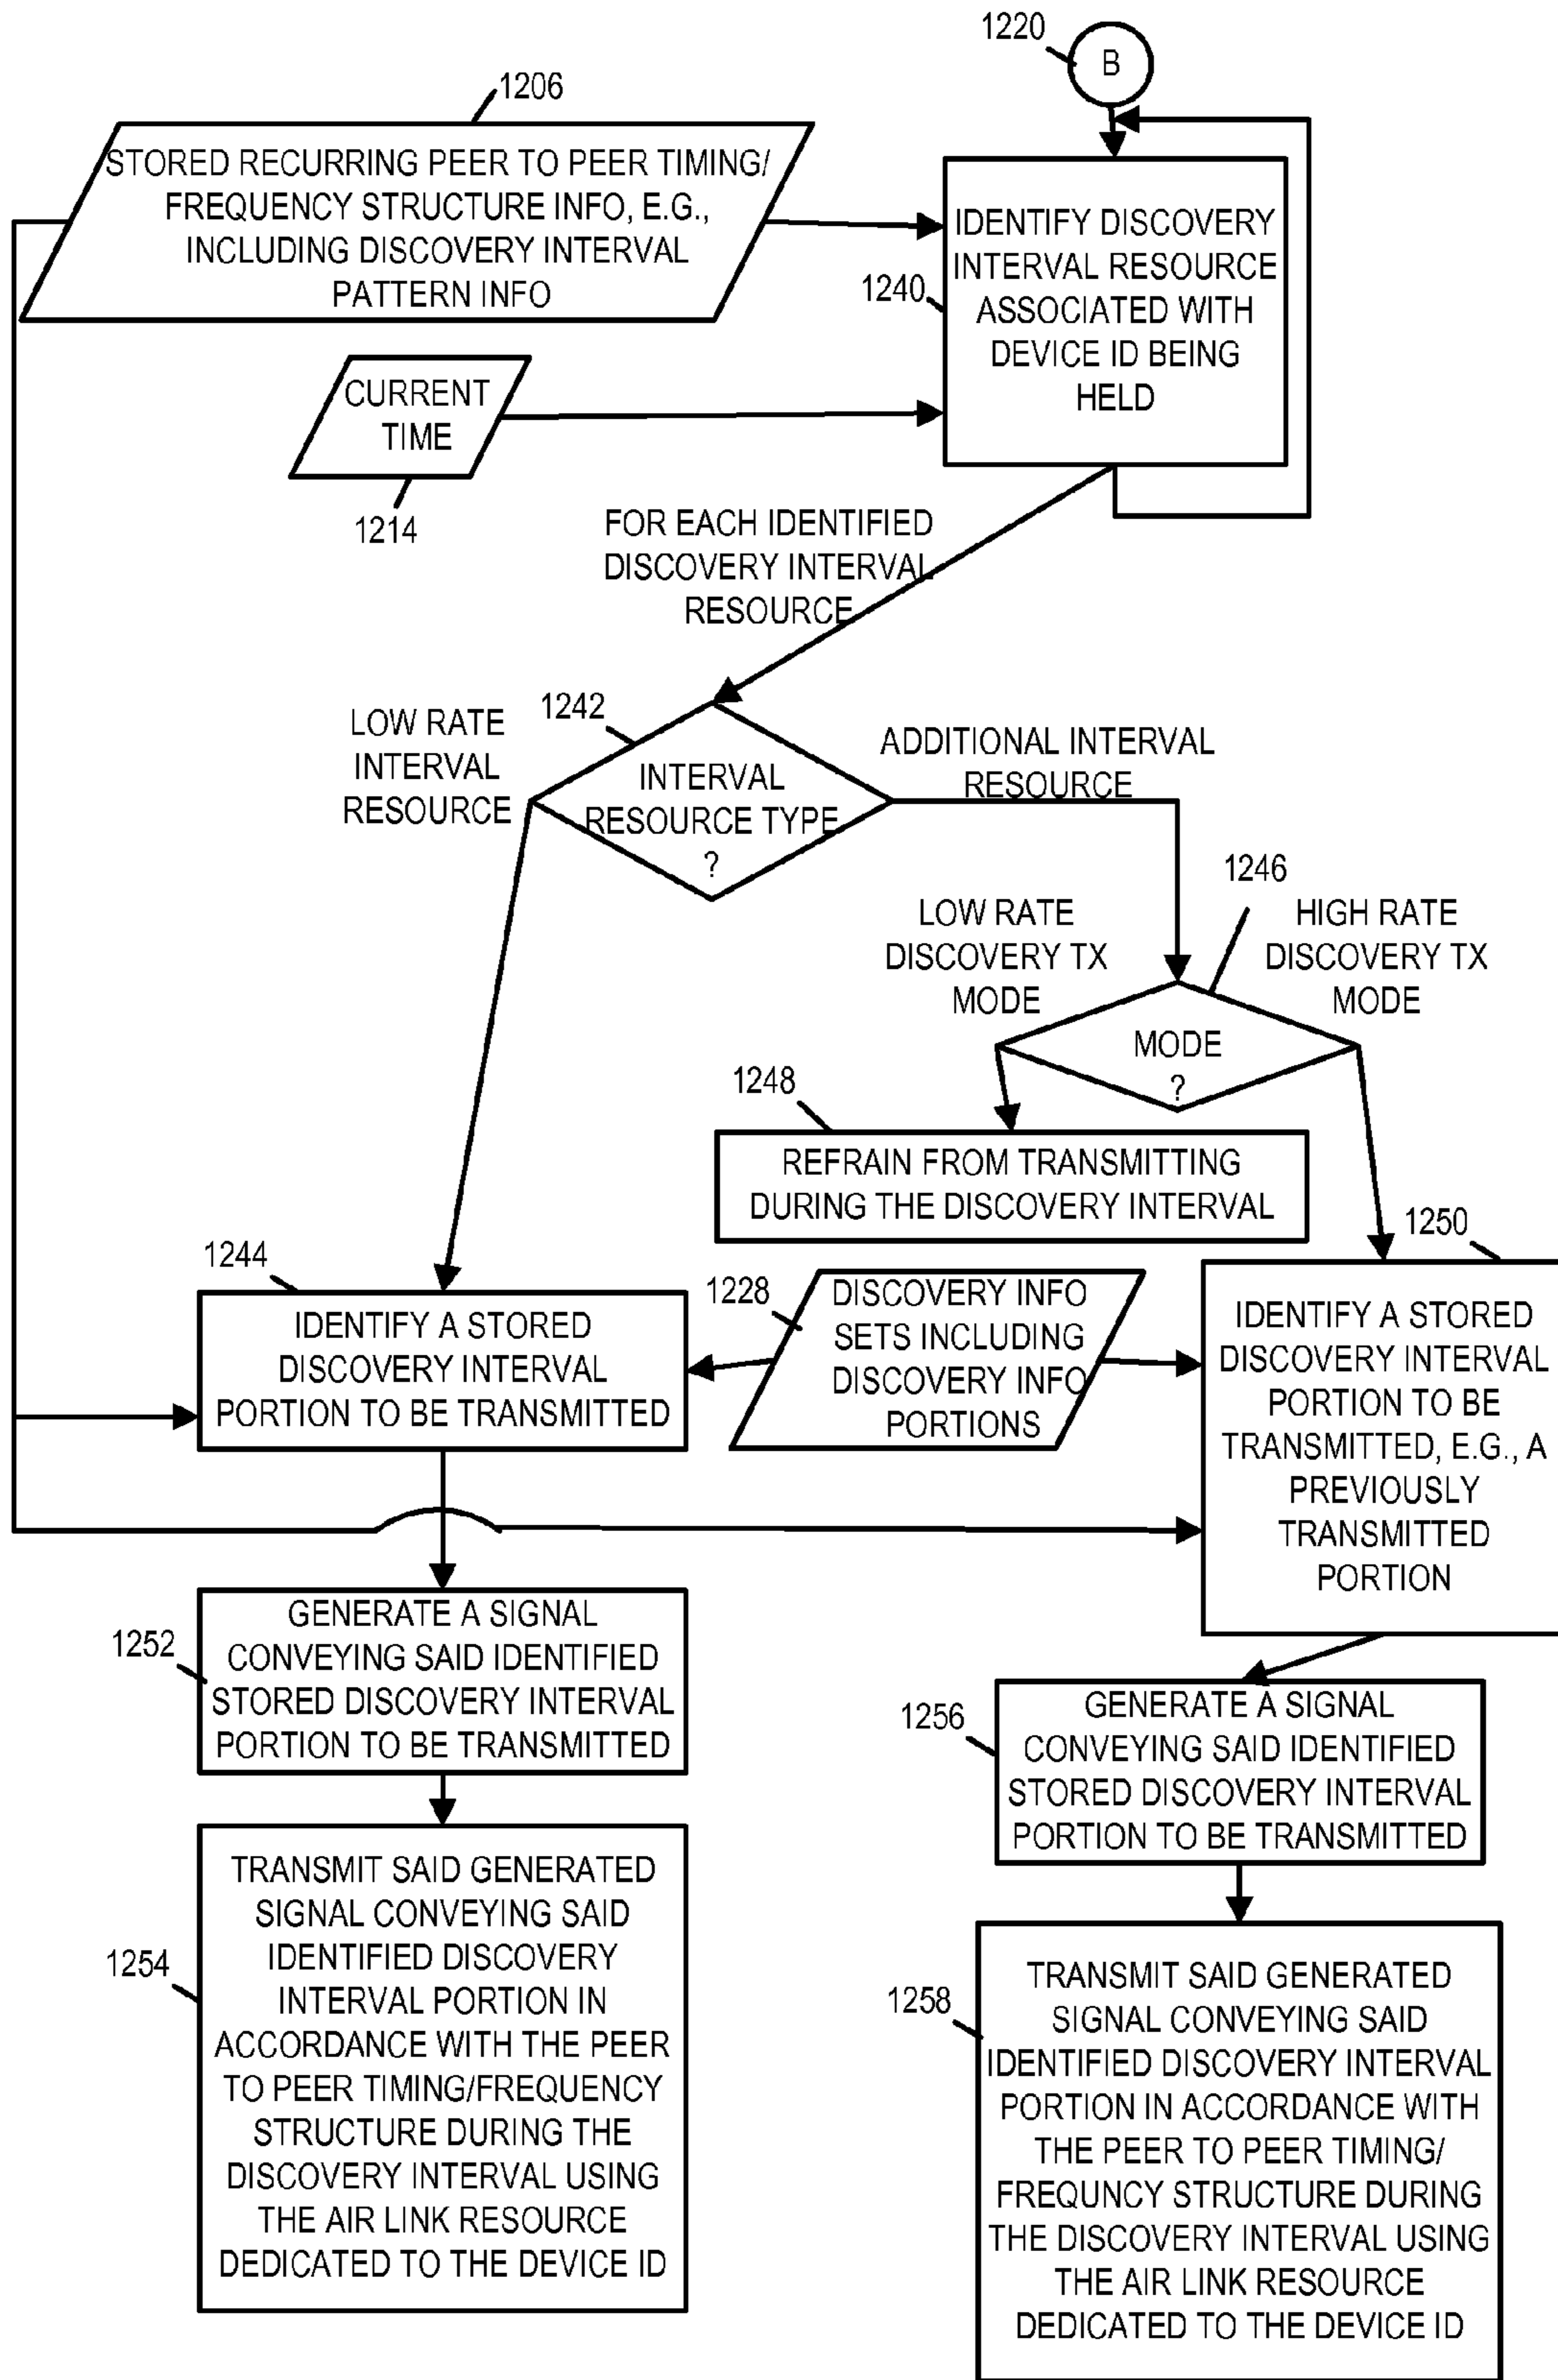 1220
B
1206
STORED RECURRING PEER TO PEER TIMING/
FREQUENCY STRUCTURE INFO, E.G.,
INCLUDING DISCOVERY INTERVAL
PATTERN INFO
IDENTIFY DISCOVERY
INTERVAL RESOURCE
ASSOCIATED WITH
DEVICE ID BEING
HELD
1240
CURRENT
TIME
1214
FOR EACH IDENTIFIED
DISCOVERY INTERVAL
RESOURCE
LOW RATE
INTERVAL
RESOURCE
1242
INTERVAL
RESOURCE TYPE
?
ADDITIONAL INTERVAL
RESOURCE
1246
LOW RATE
DISCOVERY TX
MODE
HIGH RATE
DISCOVERY TX
MODE
MODE
?
1248
REFRAIN FROM TRANSMITTING
DURING THE DISCOVERY INTERVAL
1244
IDENTIFY A STORED
DISCOVERY INTERVAL
PORTION TO BE TRANSMITTED
1228
DISCOVERY INFO
SETS INCLUDING
DISCOVERY INFO
PORTIONS
1250
IDENTIFY A STORED
DISCOVERY INTERVAL
PORTION TO BE
TRANSMITTED, E.G., A
PREVIOUSLY
TRANSMITTED
PORTION
1252
GENERATE A SIGNAL
CONVEYING SAID IDENTIFIED
STORED DISCOVERY INTERVAL
PORTION TO BE TRANSMITTED
1256
GENERATE A SIGNAL
CONVEYING SAID IDENTIFIED
STORED DISCOVERY INTERVAL
PORTION TO BE TRANSMITTED
1254
TRANSMIT SAID GENERATED
SIGNAL CONVEYING SAID
IDENTIFIED DISCOVERY
INTERVAL PORTION IN
ACCORDANCE WITH THE PEER
TO PEER TIMING/FREQUENCY
STRUCTURE DURING THE
DISCOVERY INTERVAL USING
THE AIR LINK RESOURCE
DEDICATED TO THE DEVICE ID
1258
TRANSMIT SAID GENERATED
SIGNAL CONVEYING SAID
IDENTIFIED DISCOVERY INTERVAL
PORTION IN ACCORDANCE WITH
THE PEER TO PEER TIMING/
FREQUNCY STRUCTURE DURING
THE DISCOVERY INTERVAL USING
THE AIR LINK RESOURCE
DEDICATED TO THE DEVICE ID